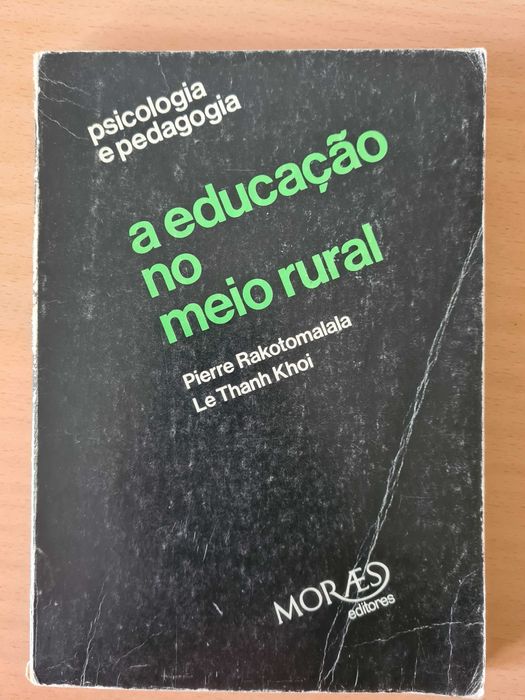 psicologia
e pedagogia
a educação
no
meio rural
Pierre Rakotomalala
Le Thanh Khoi
MORÆS
editores